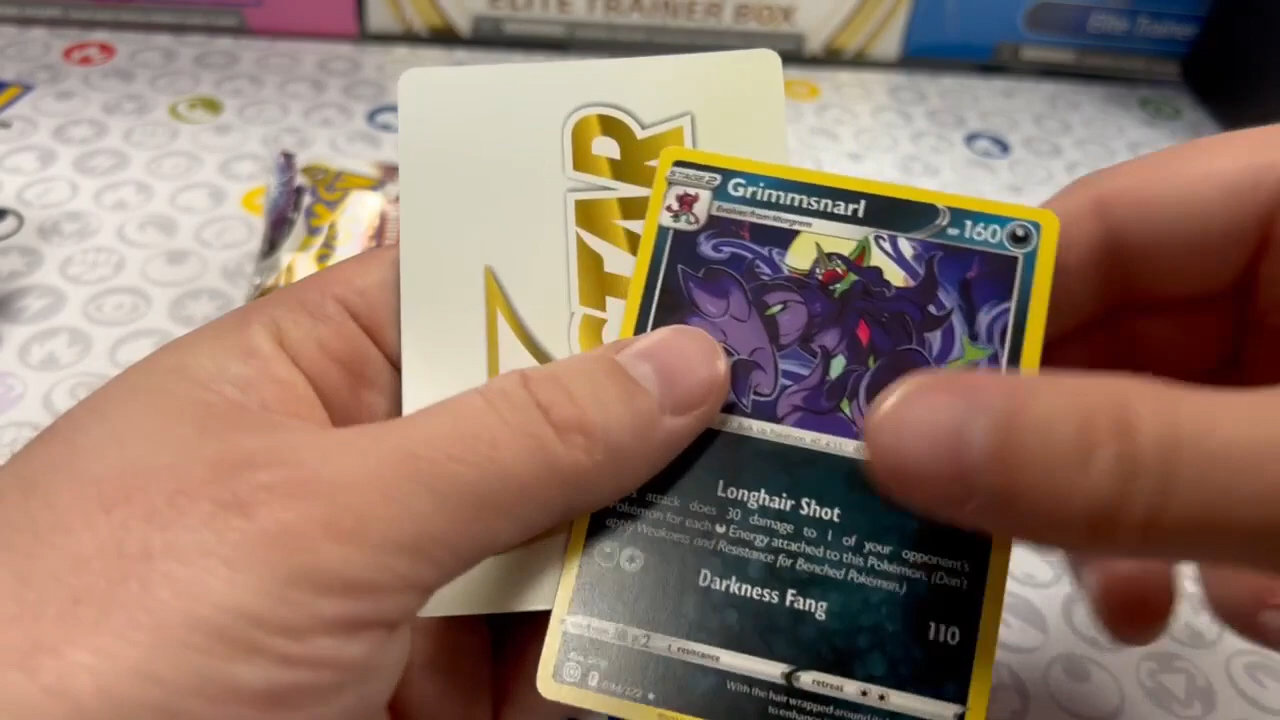 ELITE TRAINER BOX
Elite Trainer
STAR
STAGE 2
Grimmsnarl
160
Evolves from Morgrem
Longhair Shot
attack does 30 damage to 1 of your opponent's
Pokémon for each Energy attached to this Pokémon. (Don't
apply Weakness and Resistance for Benched Pokémon.)
Darkness Fang
110
resistance
retreat
With the hair wrapped around